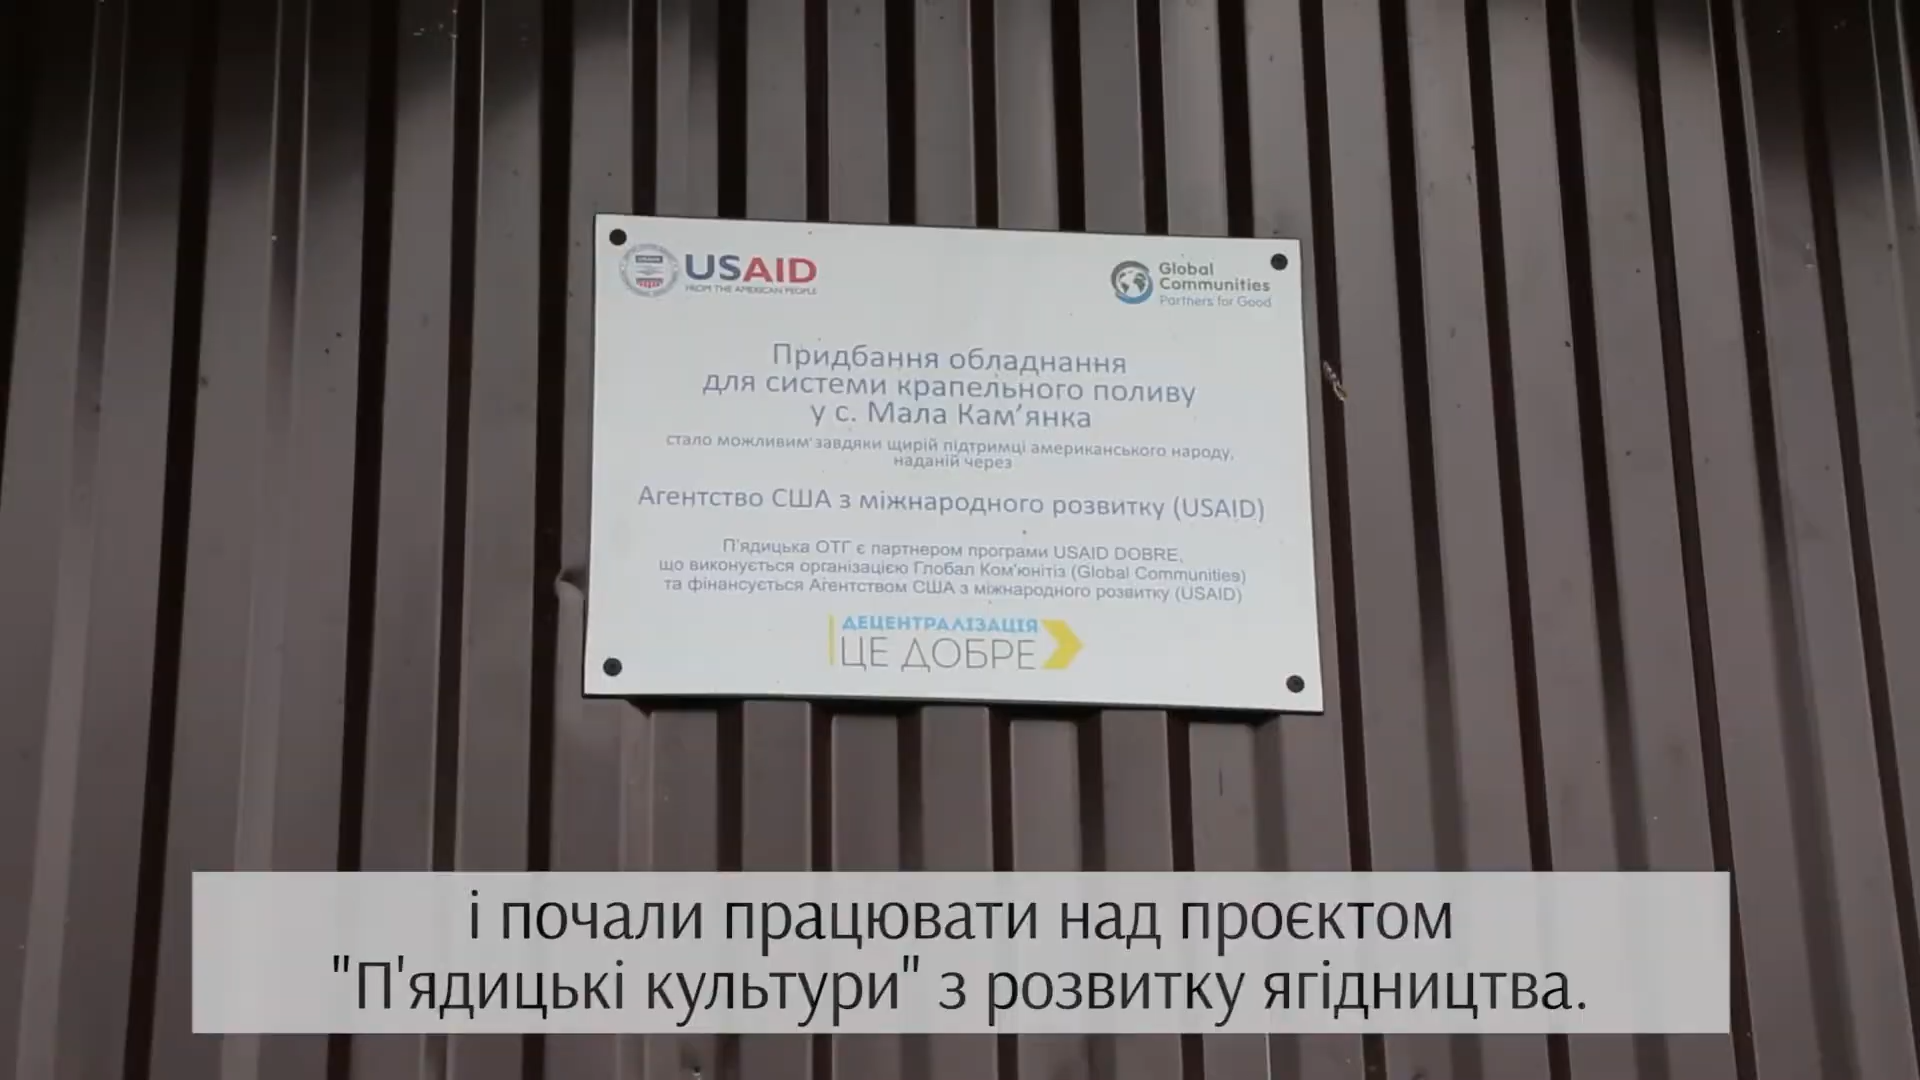 USAID
FROM THE AMERICAN PEOPLE
Global
Communities
Partners for Good
Придбання обладнання
для системи крапельного поливу
у с. Мала Кам’янка
стало можливим завдяки щирій підтримці американського народу,
наданій через
Агентство США з міжнародного розвитку (USAID)
П'ядицька ОТГ є партнером програми USAID DOBRE,
що виконується організацією Глобал Ком'юнітіз (Global Communities)
та фінансується Агентством США з міжнародного розвитку (USAID)
ДЕЦЕНТРАЛІЗАЦІЯ
ЦЕ ДОБРЕ
і почали працювати над проєктом
"П'ядицькі культури" з розвитку ягідництва.